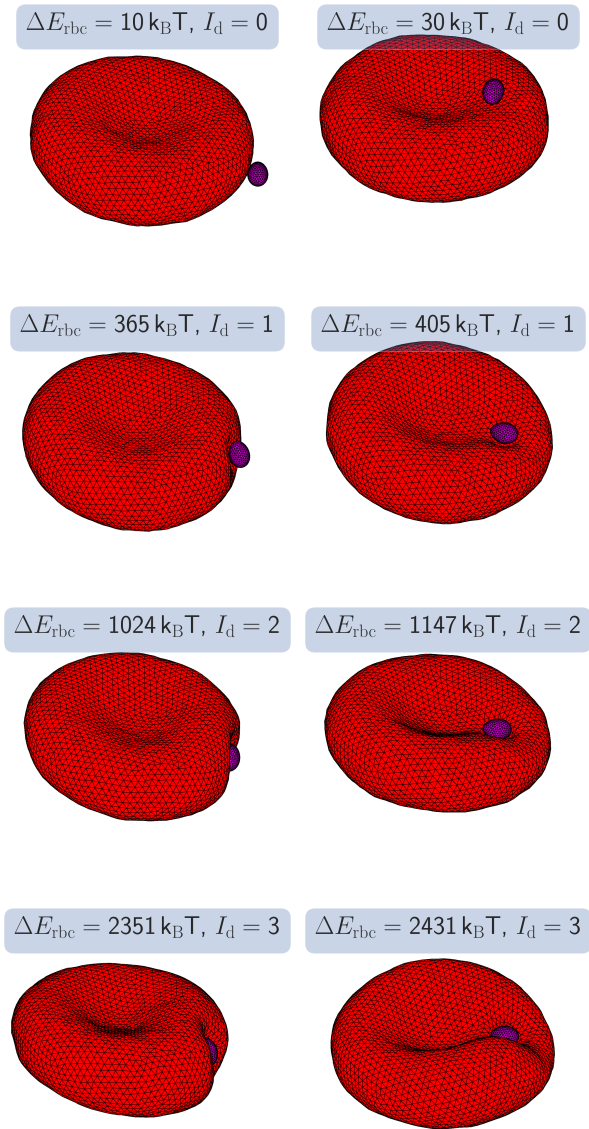 ΔE_rbc = 10 k_BT, I_d = 0
ΔE_rbc = 30 k_BT, I_d = 0
ΔE_rbc = 365 k_BT, I_d = 1
ΔE_rbc = 405 k_BT, I_d = 1
ΔE_rbc = 1024 k_BT, I_d = 2
ΔE_rbc = 1147 k_BT, I_d = 2
ΔE_rbc = 2351 k_BT, I_d = 3
ΔE_rbc = 2431 k_BT, I_d = 3